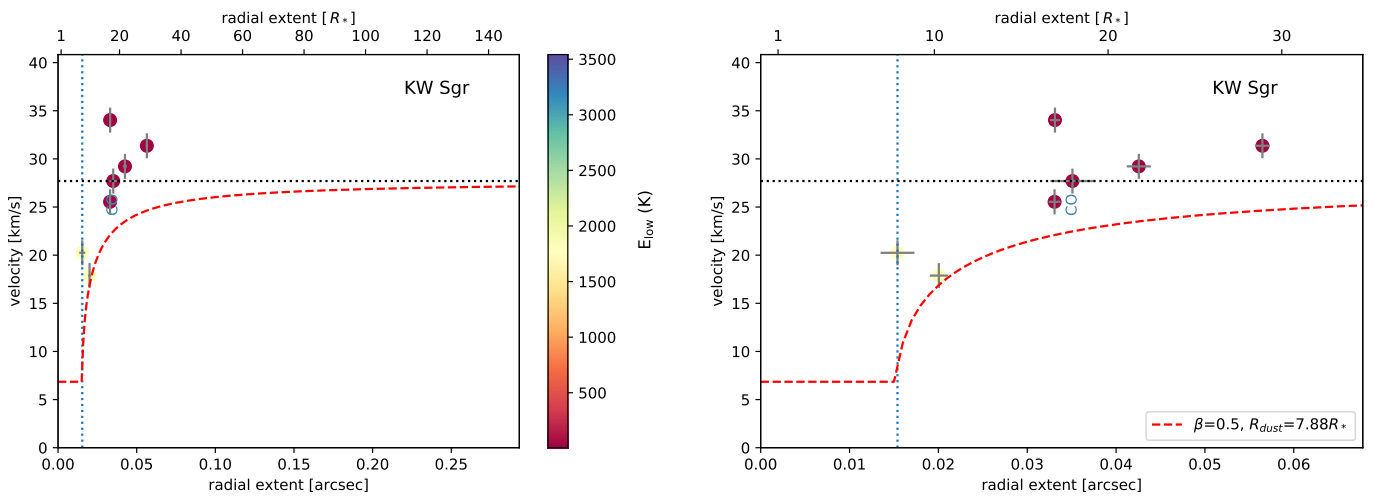 radial extent [R*]
1 20 40 60 80 100 120 140
KW Sgr
40
35
30
25
20
15
10
5
0
velocity [km/s]
CO
0.00 0.05 0.10 0.15 0.20 0.25
radial extent [arcsec]
3500
3000
2500
2000
1500
1000
500
E_low (K)
radial extent [R*]
1 10 20 30
KW Sgr
40
35
30
25
20
15
10
5
0
velocity [km/s]
CO
β=0.5, R_dust=7.88R*
0.00 0.01 0.02 0.03 0.04 0.05 0.06
radial extent [arcsec]